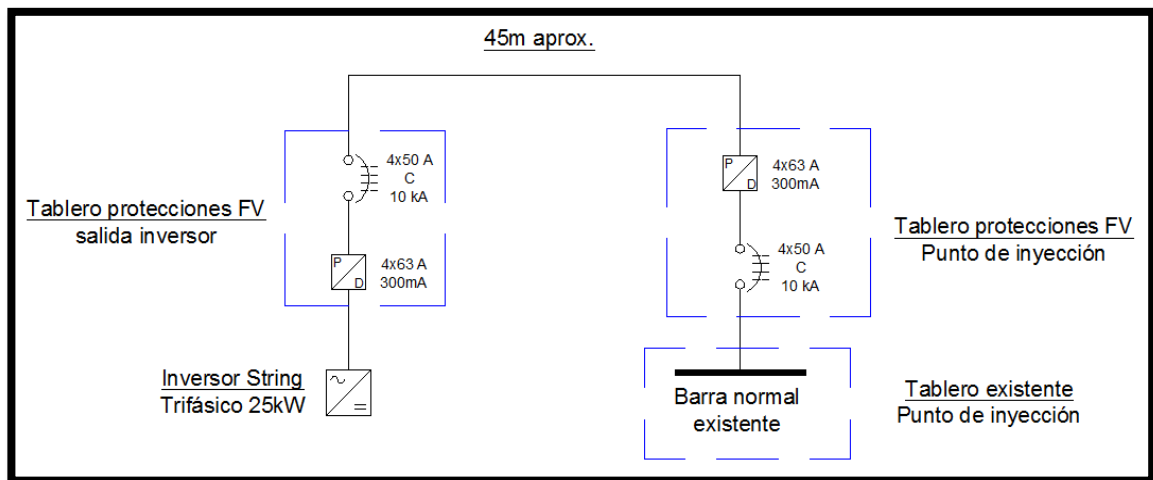 45m aprox.
4x50 A
C
10 kA
Tablero protecciones FV
salida inversor
P
D
4x63 A
300mA
Inversor String
Trifásico 25kW
P
D
4x63 A
300mA
Tablero protecciones FV
Punto de inyección
4x50 A
C
10 kA
Barra normal
existente
Tablero existente
Punto de inyección